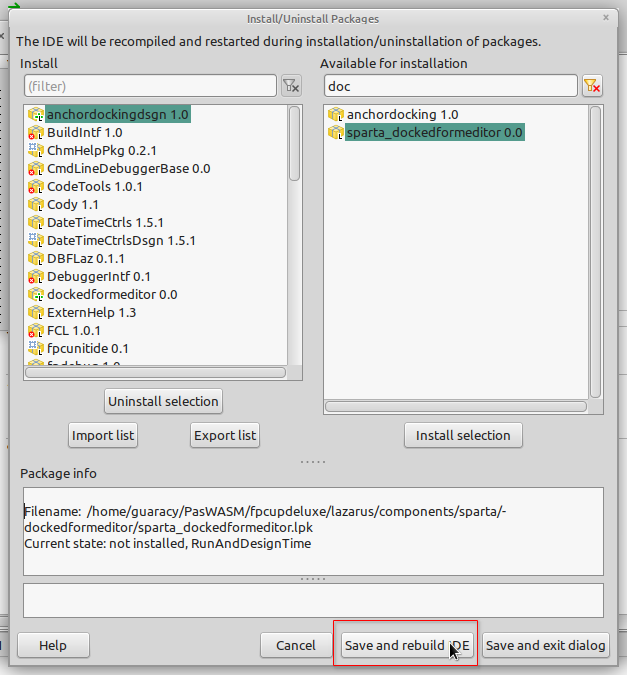 Install/Uninstall Packages
The IDE will be recompiled and restarted during installation/uninstallation of packages.
Install
(filter)
anchordockingdsgn 1.0
BuildIntf 1.0
ChmHelpPkg 0.2.1
CmdLineDebuggerBase 0.0
CodeTools 1.0.1
Cody 1.1
DateTimeCtrls 1.5.1
DateTimeCtrlsDsgn 1.5.1
DBFLaz 0.1.1
DebuggerIntf 0.1
dockedformeditor 0.0
ExternHelp 1.3
FCL 1.0.1
fpcunitide 0.1
Uninstall selection
Import list
Export list
Available for installation
doc
anchordocking 1.0
sparta_dockedformeditor 0.0
Install selection
Package info
Filename: /home/guaracy/PasWASM/fpcupdeluxe/lazarus/components/sparta/-
dockedformeditor/sparta_dockedformeditor.lpk
Current state: not installed, RunAndDesignTime
Help
Cancel
Save and rebuild IDE
Save and exit dialog